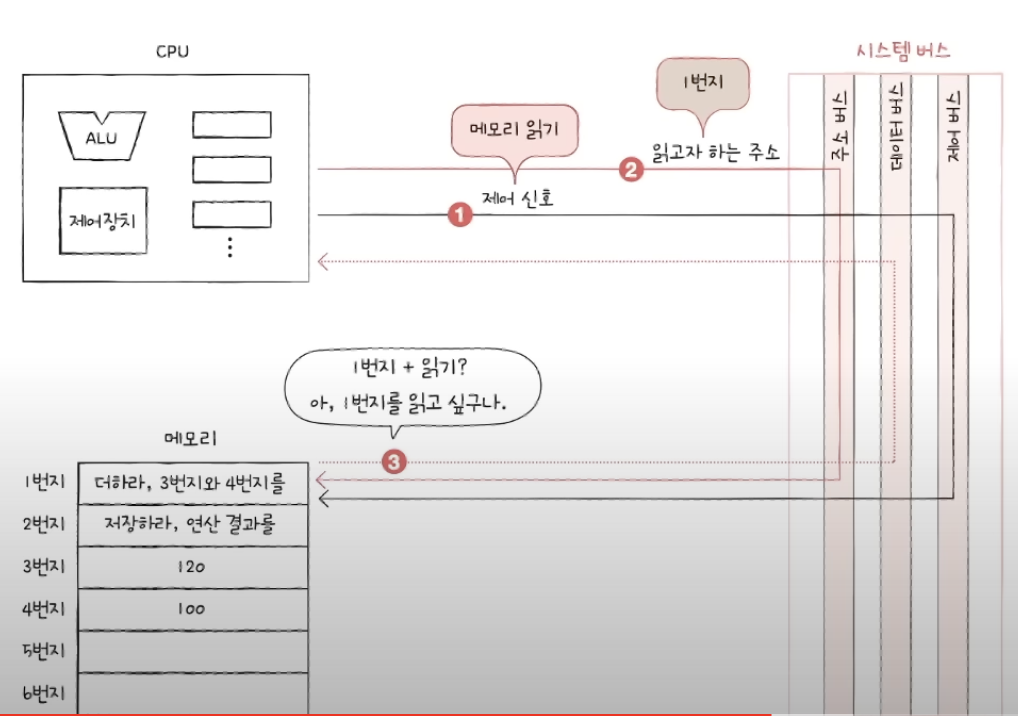 CPU
시스템 버스
ALU
제어장치
메모리 읽기
1번지
제어 신호
1
읽고자 하는 주소
2
주소 버스
데이터 버스
제어 버스
1번지 + 읽기?
아, 1번지를 읽고 싶구나.
3
메모리
1번지 더하라, 3번지와 4번지를
2번지 저장하라, 연산 결과를
3번지 120
4번지 100
5번지
6번지